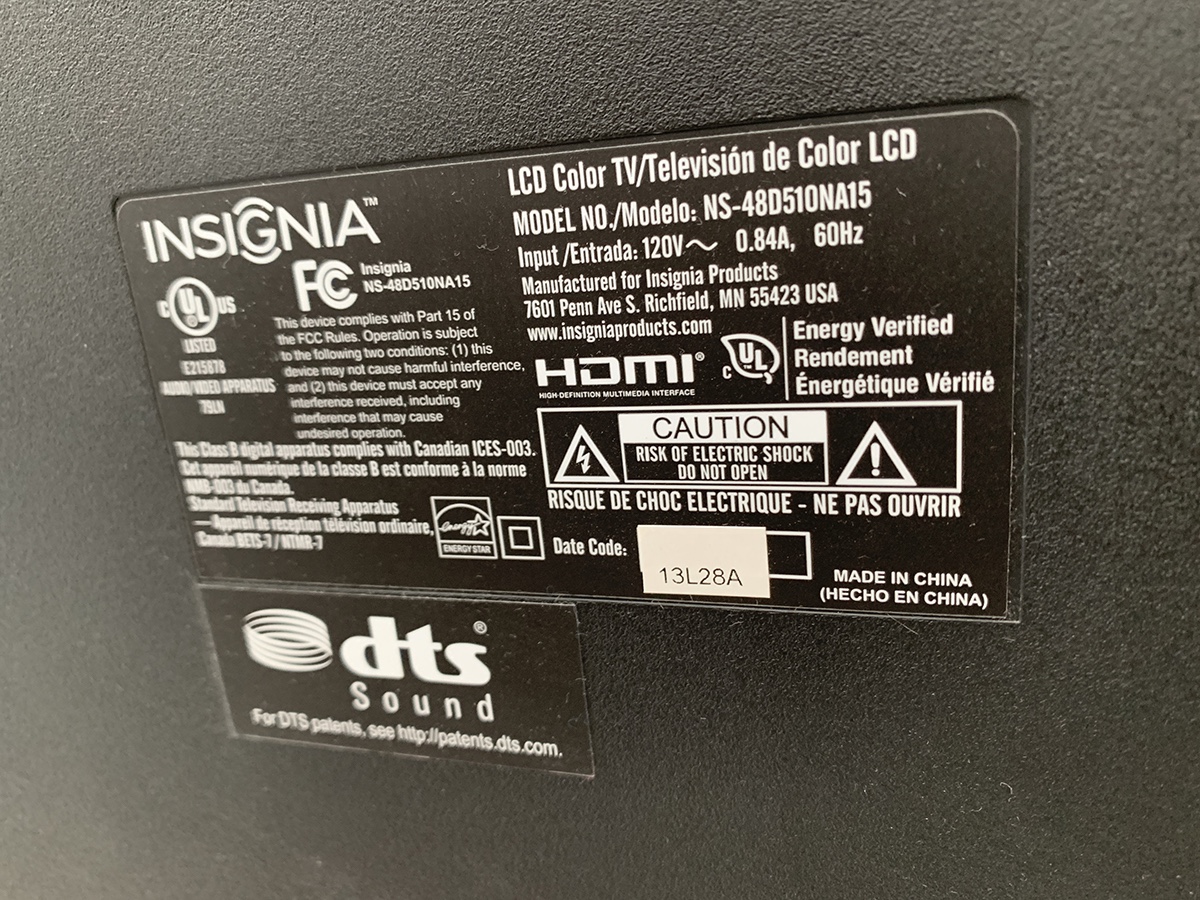 LCD Color TV/Televisión de Color LCD
MODEL NO./Modelo: NS-48D510NA15
Input /Entrada: 120V～ 0.84A, 60Hz
Manufactured for Insignia Products
7601 Penn Ave S. Richfield, MN 55423 USA
www.insigniaproducts.com
INSIGNIA™
FC Insignia
NS-48D510NA15
C UL US
LISTED
E215878
AUDIO/VIDEO APPARATUS
79LN
This device complies with Part 15 of
the FCC Rules. Operation is subject
to the following two conditions: (1) this
device may not cause harmful interference,
and (2) this device must accept any
interference received, including
interference that may cause
undesired operation.
This Class B digital apparatus complies with Canadian ICES-003.
Cet appareil numérique de la classe B est conforme à la norme
NMB-003 du Canada.
Standard Television Receiving Apparatus
— Appareil de réception télévision ordinaire,
Canada BETS-7 / NTMR-7
energy
ENERGY STAR
HDMI®
HIGH-DEFINITION MULTIMEDIA INTERFACE
C UL
Energy Verified
Rendement
Énergétique Vérifié
CAUTION
RISK OF ELECTRIC SHOCK
DO NOT OPEN
RISQUE DE CHOC ELECTRIQUE - NE PAS OUVRIR
Date Code:
13L28A
MADE IN CHINA
(HECHO EN CHINA)
dts®
Sound
For DTS patents, see http://patents.dts.com.